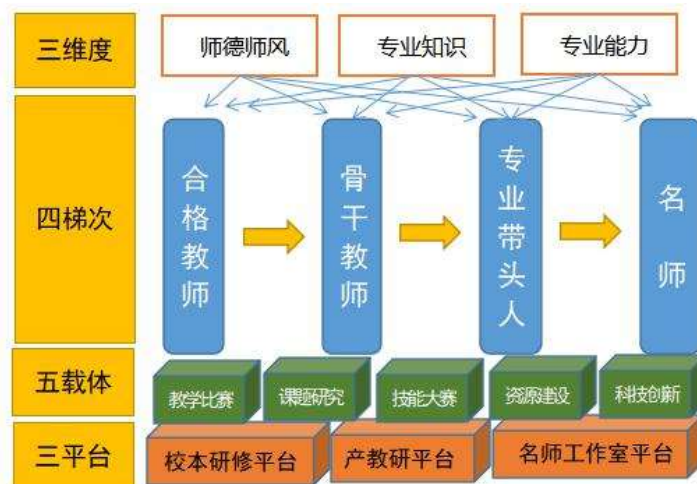 三维度
师德师风
专业知识
专业能力
四梯次
合格教师
骨干教师
专业带头人
名师
五载体
教学比赛
课题研究
技能大赛
资源建设
科技创新
三平台
校本研修平台
产教研平台
名师工作室平台